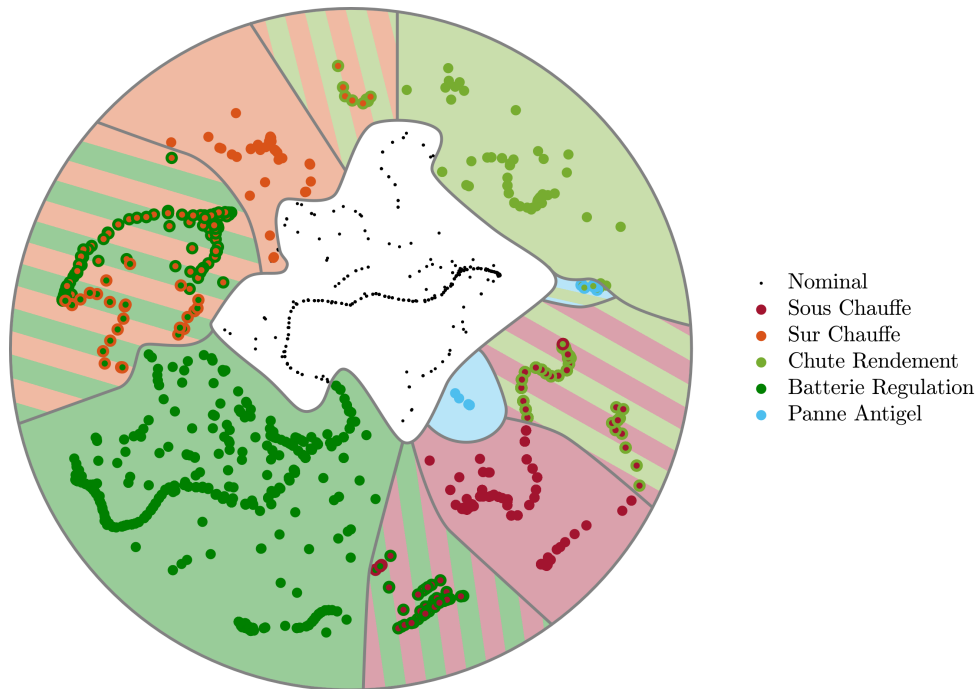 Nominal
Sous Chauffe
Sur Chauffe
Chute Rendement
Batterie Regulation
Panne Antigel